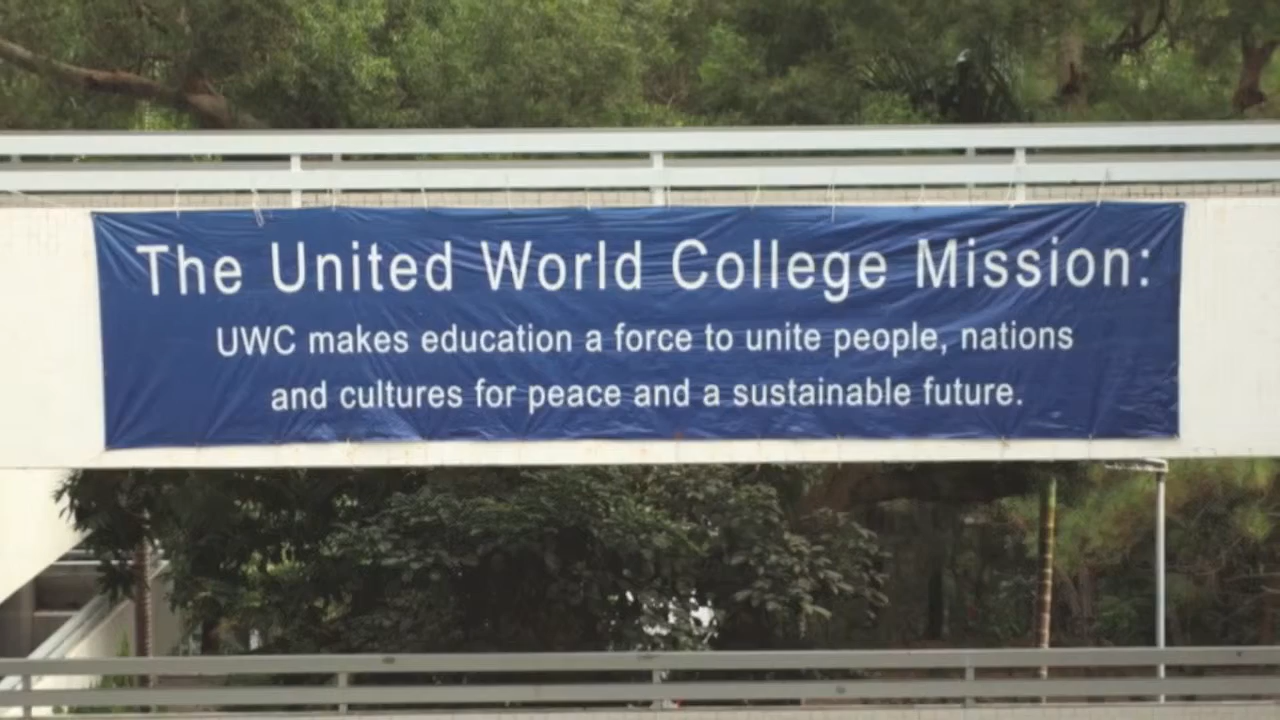 The United World College Mission:
UWC makes education a force to unite people, nations
and cultures for peace and a sustainable future.